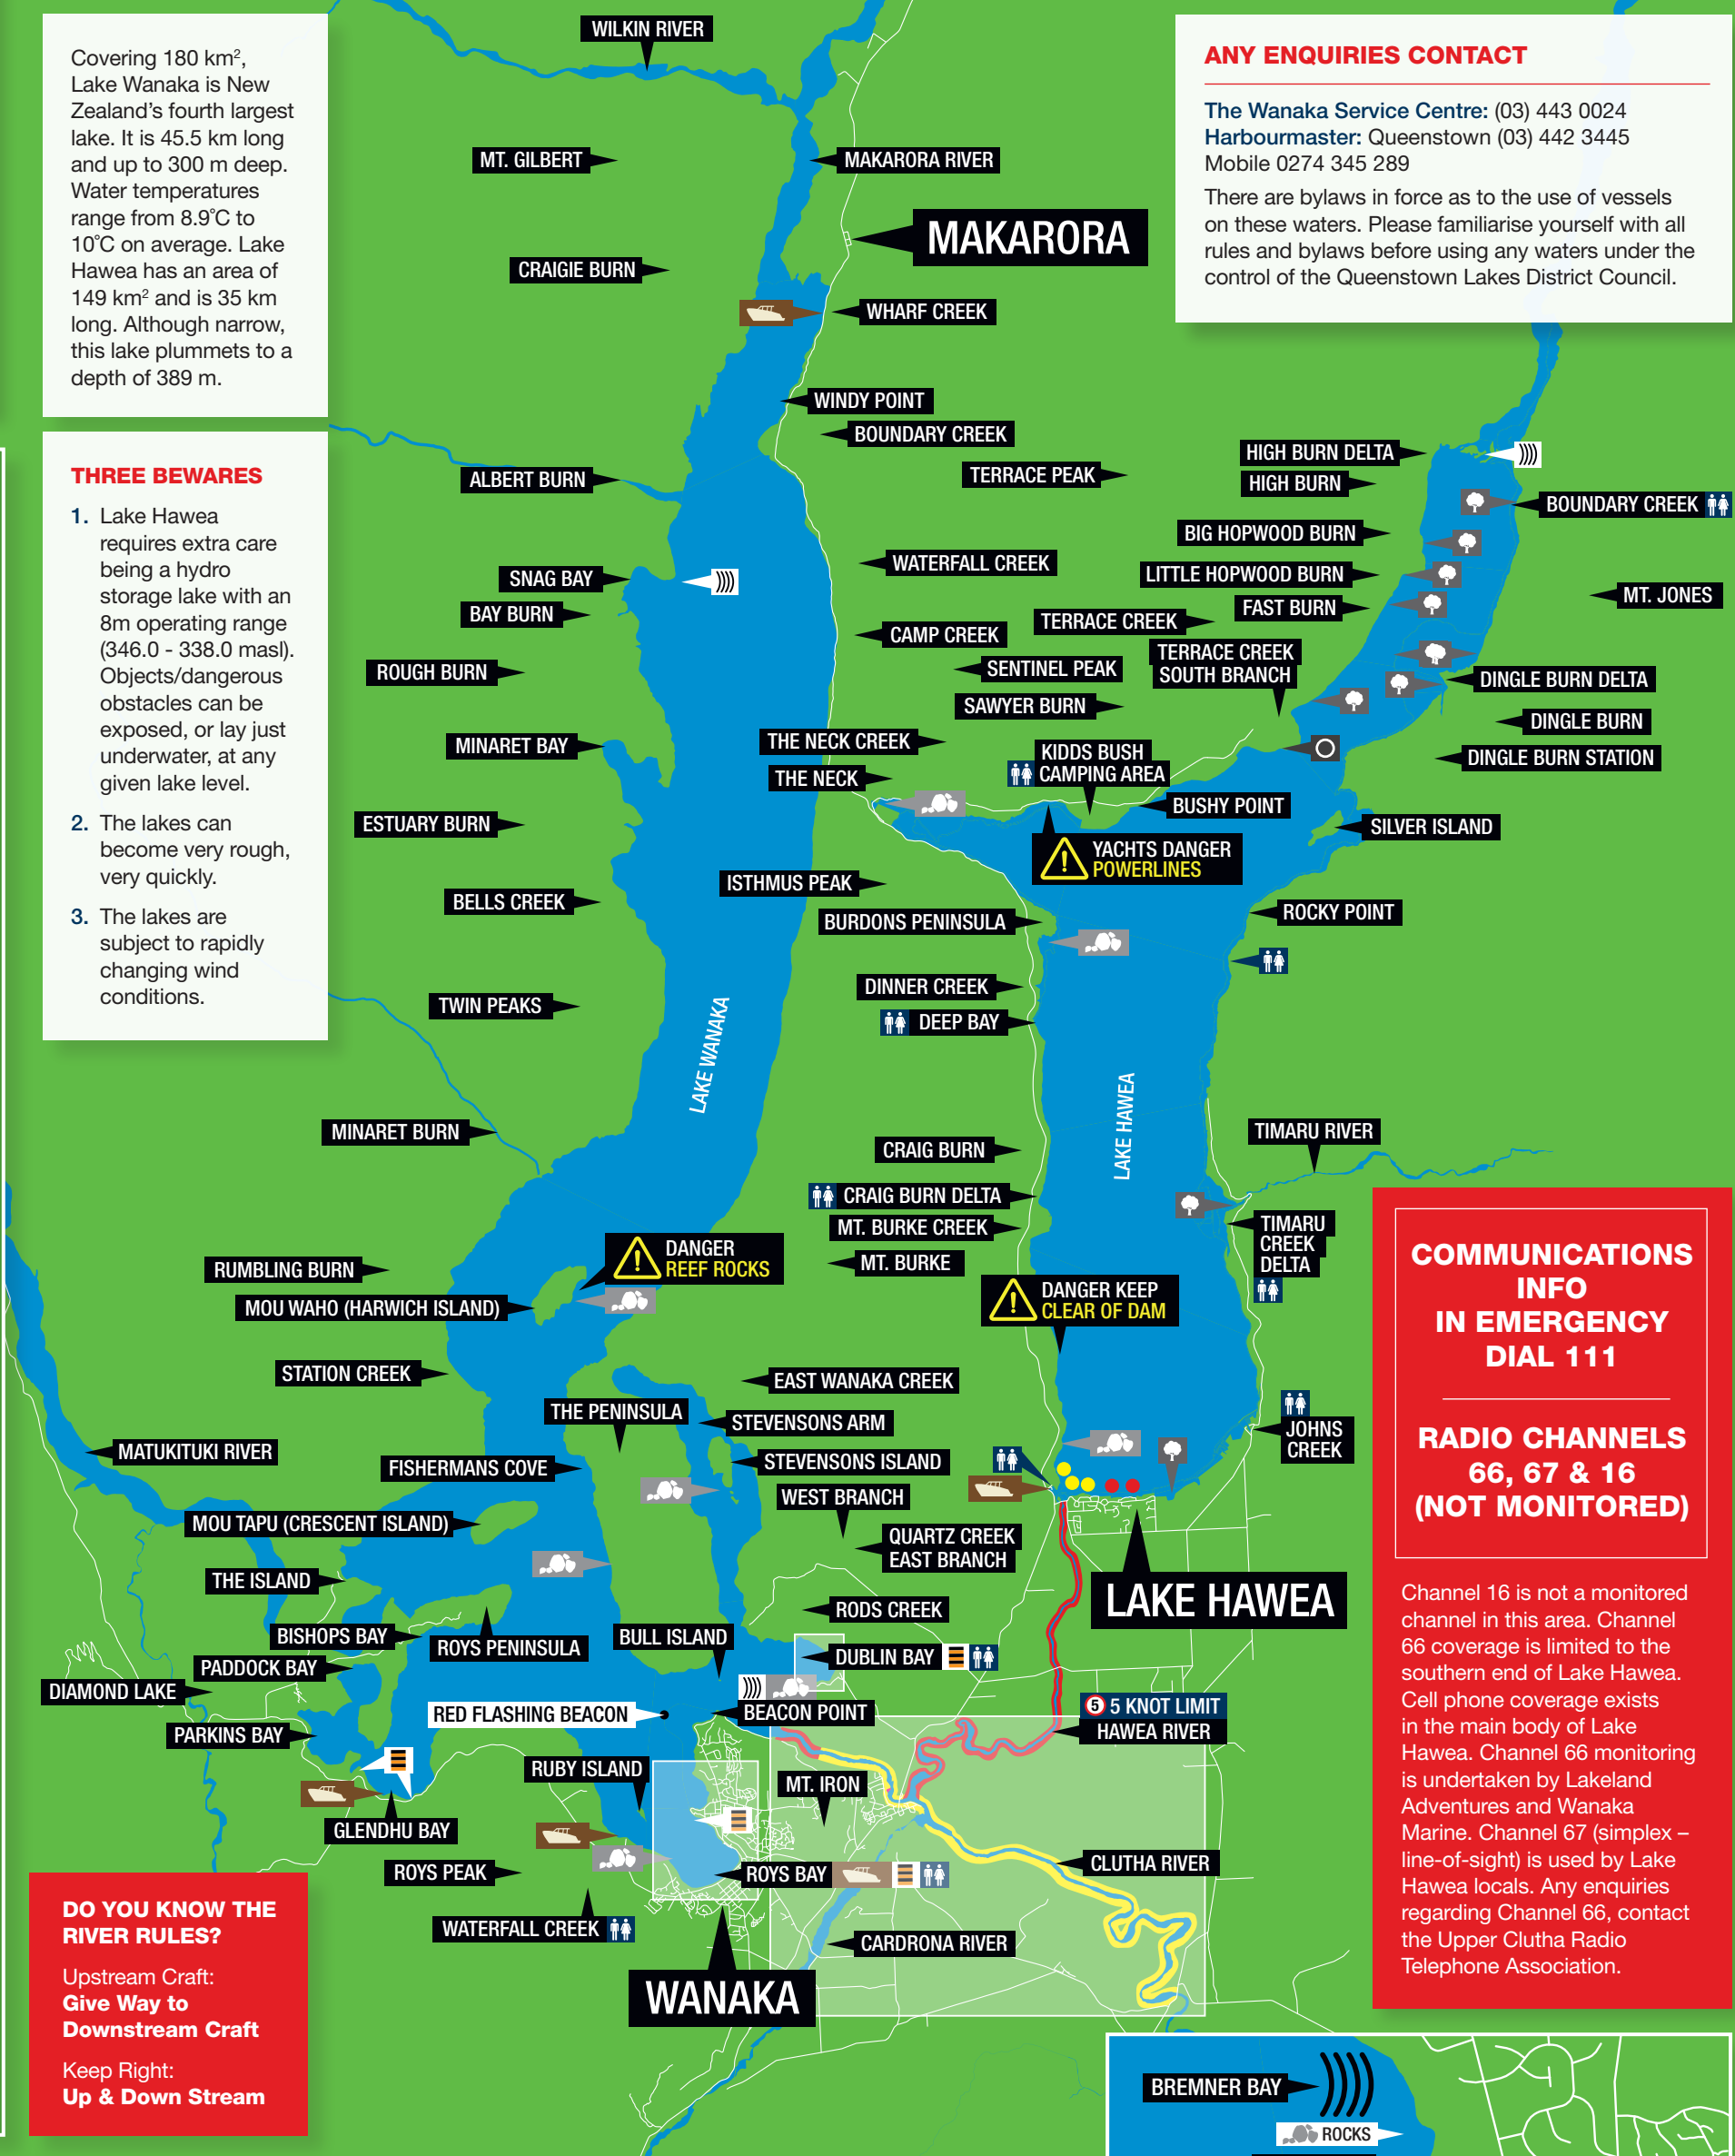 Covering 180 km²,
Lake Wanaka is New
Zealand's fourth largest
lake. It is 45.5 km long
and up to 300 m deep.
Water temperatures
range from 8.9°C to
10°C on average. Lake
Hawea has an area of
149 km² and is 35 km
long. Although narrow,
this lake plummets to a
depth of 389 m.
THREE BEWARES
1. Lake Hawea
requires extra care
being a hydro
storage lake with an
8m operating range
(346.0 - 338.0 masl).
Objects/dangerous
obstacles can be
exposed, or lay just
underwater, at any
given lake level.
2. The lakes can
become very rough,
very quickly.
3. The lakes are
subject to rapidly
changing wind
conditions.
ANY ENQUIRIES CONTACT
The Wanaka Service Centre: (03) 443 0024
Harbourmaster: Queenstown (03) 442 3445
Mobile 0274 345 289
There are bylaws in force as to the use of vessels
on these waters. Please familiarise yourself with all
rules and bylaws before using any waters under the
control of the Queenstown Lakes District Council.
WILKIN RIVER
MT. GILBERT
MAKARORA RIVER
MAKARORA
CRAIGIE BURN
WHARF CREEK
WINDY POINT
BOUNDARY CREEK
ALBERT BURN
TERRACE PEAK
HIGH BURN DELTA
HIGH BURN
BOUNDARY CREEK
BIG HOPWOOD BURN
WATERFALL CREEK
LITTLE HOPWOOD BURN
SNAG BAY
MT. JONES
FAST BURN
BAY BURN
TERRACE CREEK
CAMP CREEK
TERRACE CREEK
SOUTH BRANCH
SENTINEL PEAK
ROUGH BURN
DINGLE BURN DELTA
SAWYER BURN
DINGLE BURN
THE NECK CREEK
MINARET BAY
KIDDS BUSH
CAMPING AREA
DINGLE BURN STATION
THE NECK
BUSHY POINT
ESTUARY BURN
SILVER ISLAND
YACHTS DANGER
POWERLINES
ISTHMUS PEAK
BELLS CREEK
ROCKY POINT
BURDONS PENINSULA
DINNER CREEK
TWIN PEAKS
DEEP BAY
LAKE WANAKA
LAKE HAWEA
MINARET BURN
TIMARU RIVER
CRAIG BURN
CRAIG BURN DELTA
MT. BURKE CREEK
TIMARU
CREEK
DELTA
MT. BURKE
DANGER
REEF ROCKS
RUMBLING BURN
DANGER KEEP
CLEAR OF DAM
MOU WAHO (HARWICH ISLAND)
STATION CREEK
EAST WANAKA CREEK
THE PENINSULA
STEVENSONS ARM
JOHNS
CREEK
MATUKITUKI RIVER
FISHERMANS COVE
STEVENSONS ISLAND
WEST BRANCH
MOU TAPU (CRESCENT ISLAND)
QUARTZ CREEK
EAST BRANCH
THE ISLAND
LAKE HAWEA
RODS CREEK
BISHOPS BAY
ROYS PENINSULA
BULL ISLAND
DUBLIN BAY
PADDOCK BAY
DIAMOND LAKE
RED FLASHING BEACON
BEACON POINT
5 5 KNOT LIMIT
HAWEA RIVER
PARKINS BAY
RUBY ISLAND
MT. IRON
GLENDHU BAY
ROYS PEAK
ROYS BAY
CLUTHA RIVER
WATERFALL CREEK
CARDRONA RIVER
WANAKA
COMMUNICATIONS
INFO
IN EMERGENCY
DIAL 111
RADIO CHANNELS
66, 67 & 16
(NOT MONITORED)
Channel 16 is not a monitored
channel in this area. Channel
66 coverage is limited to the
southern end of Lake Hawea.
Cell phone coverage exists
in the main body of Lake
Hawea. Channel 66 monitoring
is undertaken by Lakeland
Adventures and Wanaka
Marine. Channel 67 (simplex –
line-of-sight) is used by Lake
Hawea locals. Any enquiries
regarding Channel 66, contact
the Upper Clutha Radio
Telephone Association.
DO YOU KNOW THE
RIVER RULES?
Upstream Craft:
Give Way to
Downstream Craft
Keep Right:
Up & Down Stream
BREMNER BAY
ROCKS